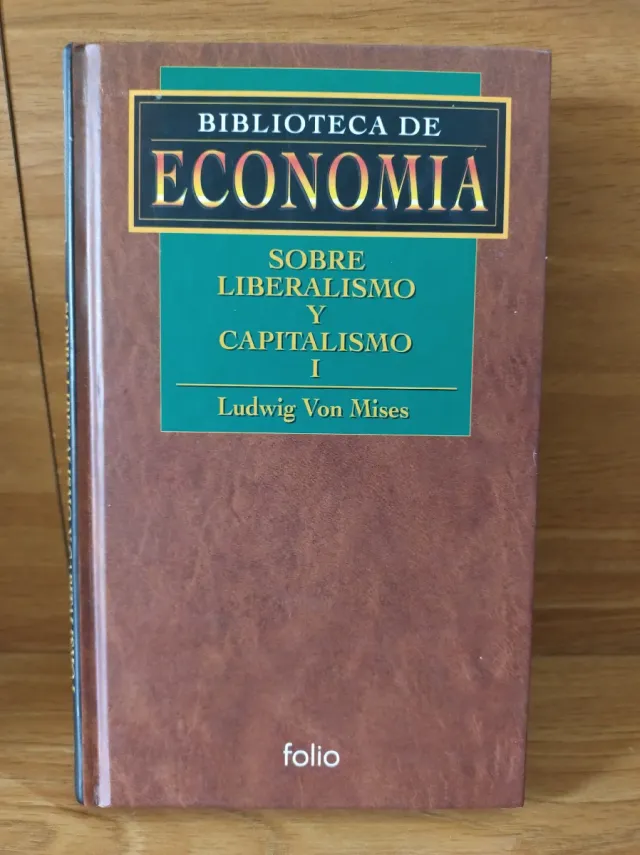 BIBLIOTECA DE
ECONOMIA
SOBRE
LIBERALISMO
Y
CAPITALISMO
I
Ludwig Von Mises
folio